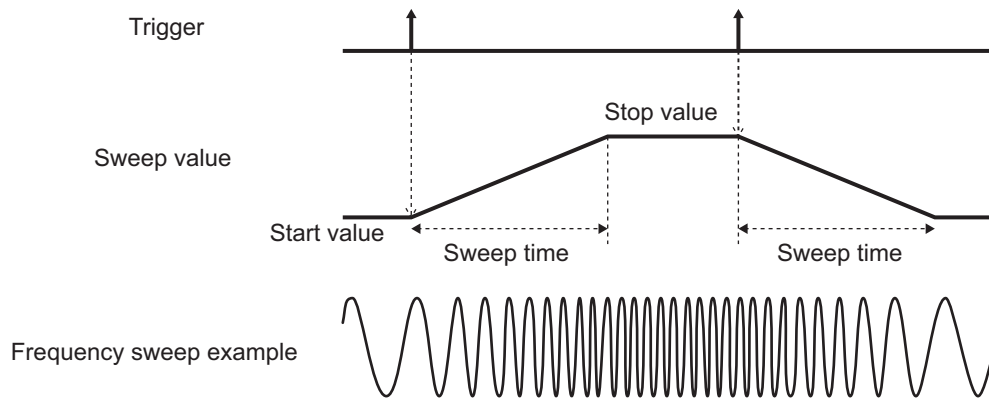 Trigger
Stop value
Sweep value
Start value
Sweep time
Sweep time
Frequency sweep example